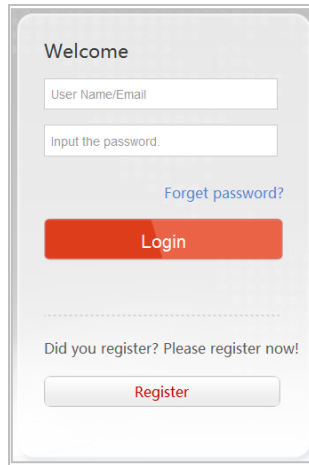 Welcome
User Name/Email
Input the password.
Forget password?
Login
Did you register? Please register now!
Register